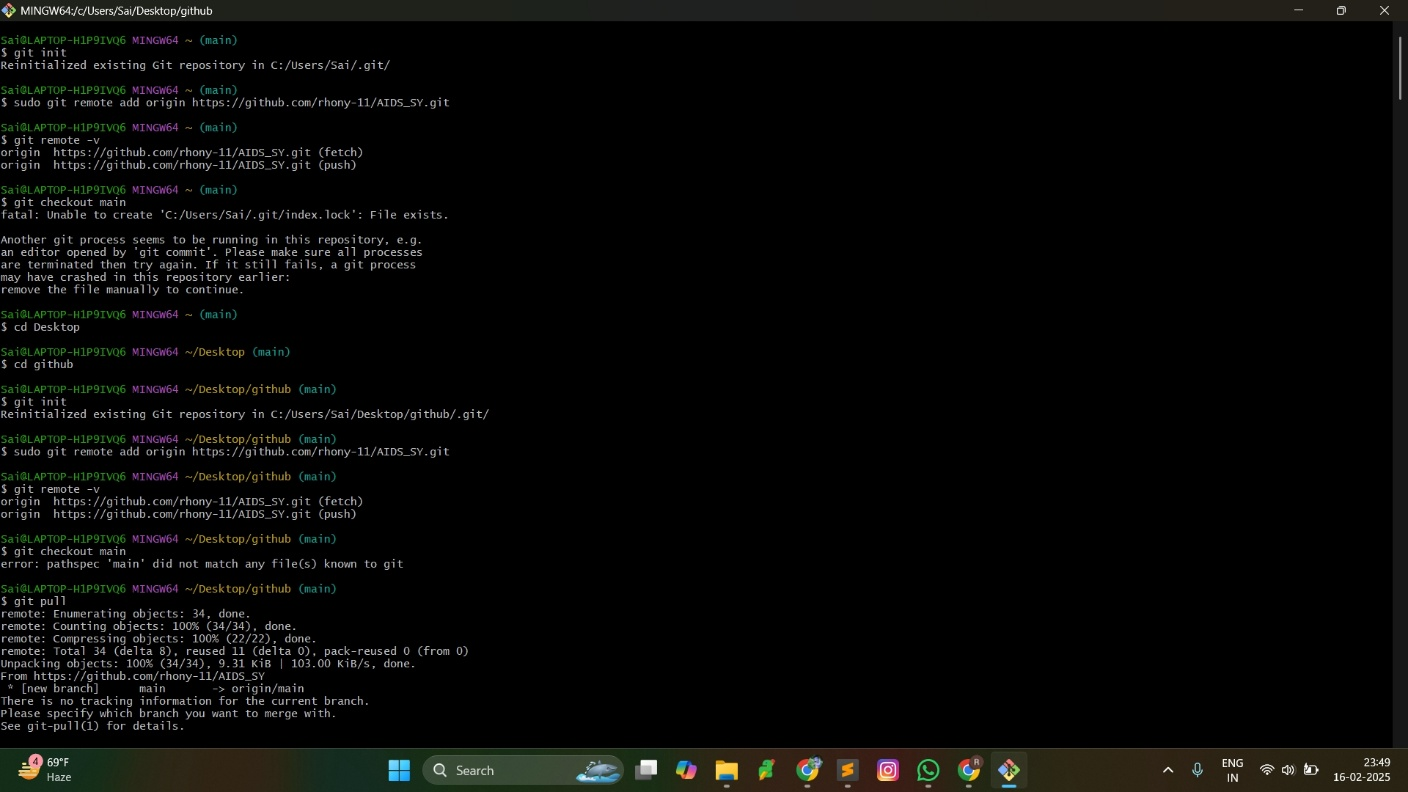 MINGW64:/c/Users/Sai/Desktop/github
Sai@LAPTOP-H1P9IVQ6 MINGW64 ~ (main)
$ git init
Reinitialized existing Git repository in C:/Users/Sai/.git/
Sai@LAPTOP-H1P9IVQ6 MINGW64 ~ (main)
$ sudo git remote add origin https://github.com/rhony-11/AIDS_SY.git
Sai@LAPTOP-H1P9IVQ6 MINGW64 ~ (main)
$ git remote -v
origin  https://github.com/rhony-11/AIDS_SY.git (fetch)
origin  https://github.com/rhony-11/AIDS_SY.git (push)
Sai@LAPTOP-H1P9IVQ6 MINGW64 ~ (main)
$ git checkout main
fatal: Unable to create 'C:/Users/Sai/.git/index.lock': File exists.
Another git process seems to be running in this repository, e.g.
an editor opened by 'git commit'. Please make sure all processes
are terminated then try again. If it still fails, a git process
may have crashed in this repository earlier:
remove the file manually to continue.
Sai@LAPTOP-H1P9IVQ6 MINGW64 ~ (main)
$ cd Desktop
Sai@LAPTOP-H1P9IVQ6 MINGW64 ~/Desktop (main)
$ cd github
Sai@LAPTOP-H1P9IVQ6 MINGW64 ~/Desktop/github (main)
$ git init
Reinitialized existing Git repository in C:/Users/Sai/Desktop/github/.git/
Sai@LAPTOP-H1P9IVQ6 MINGW64 ~/Desktop/github (main)
$ sudo git remote add origin https://github.com/rhony-11/AIDS_SY.git
Sai@LAPTOP-H1P9IVQ6 MINGW64 ~/Desktop/github (main)
$ git remote -v
origin  https://github.com/rhony-11/AIDS_SY.git (fetch)
origin  https://github.com/rhony-11/AIDS_SY.git (push)
Sai@LAPTOP-H1P9IVQ6 MINGW64 ~/Desktop/github (main)
$ git checkout main
error: pathspec 'main' did not match any file(s) known to git
Sai@LAPTOP-H1P9IVQ6 MINGW64 ~/Desktop/github (main)
$ git pull
remote: Enumerating objects: 34, done.
remote: Counting objects: 100% (34/34), done.
remote: Compressing objects: 100% (22/22), done.
remote: Total 34 (delta 8), reused 11 (delta 0), pack-reused 0 (from 0)
Unpacking objects: 100% (34/34), 9.31 KiB | 103.00 KiB/s, done.
From https://github.com/rhony-11/AIDS_SY
 * [new branch]      main       -> origin/main
There is no tracking information for the current branch.
Please specify which branch you want to merge with.
See git-pull(1) for details.
4
69°F
Haze
Search
R
ENG
IN
23:49
16-02-2025